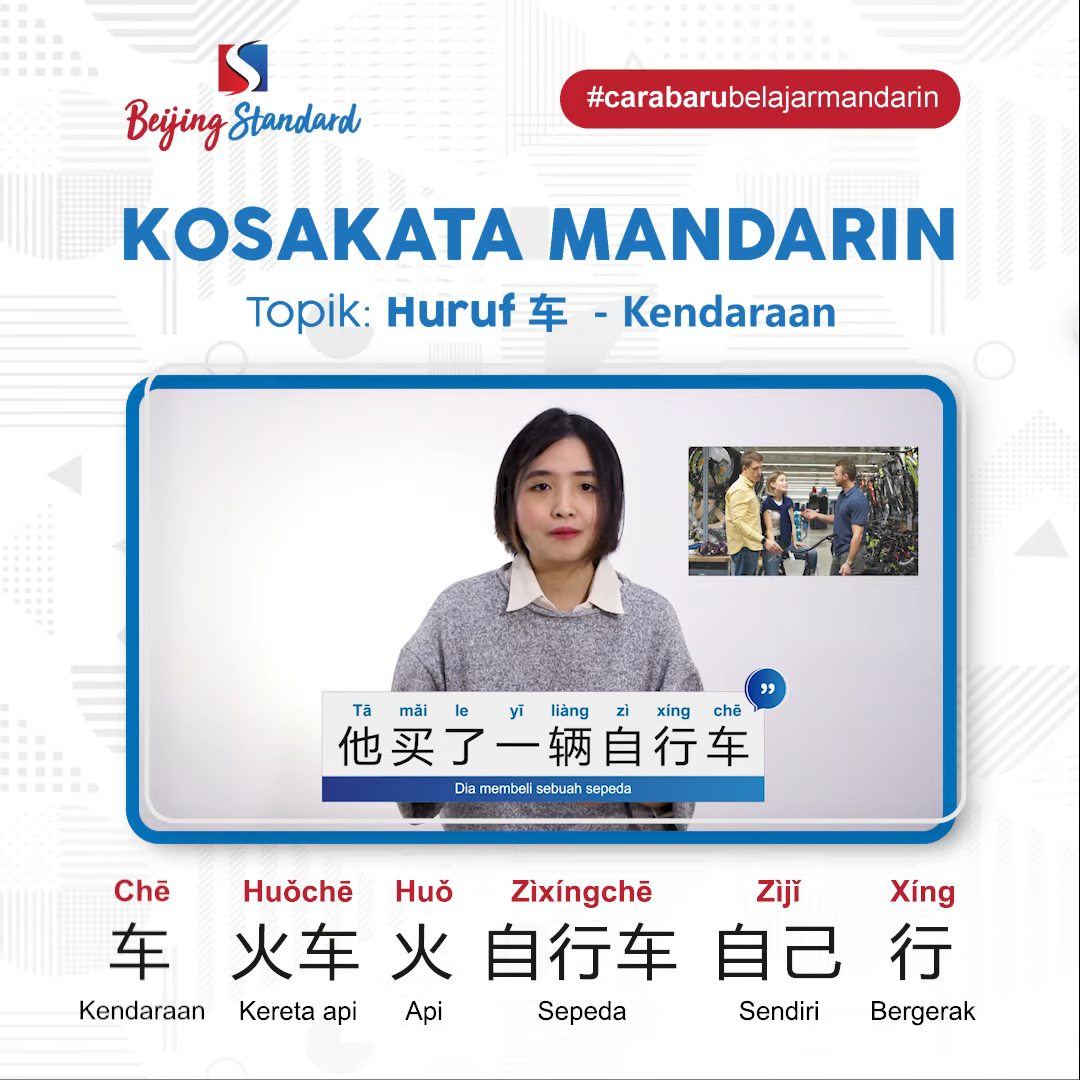 Beijing Standard
#carabarubelajarmandarin
KOSAKATA MANDARIN
Topik: Huruf 车 - Kendaraan
Tā mǎi le yī liàng zì xíng chē
他买了一辆自行车
Dia membeli sebuah sepeda
Chē Huǒchē Huǒ Zìxíngchē Zìjǐ Xíng
车 火车 火 自行车 自己 行
Kendaraan Kereta api Api Sepeda Sendiri Bergerak